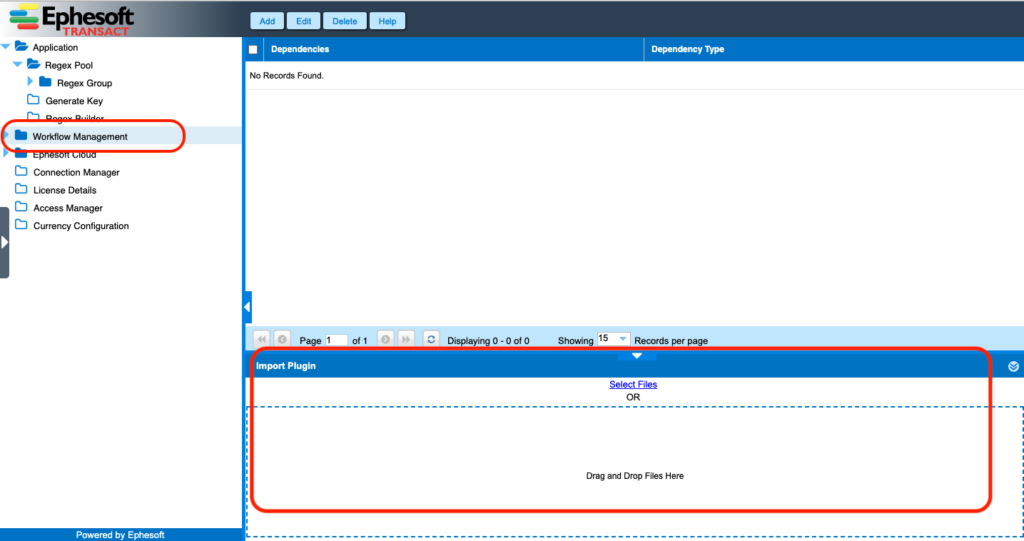 Ephesoft
TRANSACT
Add Edit Delete Help
Application
Regex Pool
Regex Group
Generate Key
Regex Builder
Workflow Management
Ephesoft Cloud
Connection Manager
License Details
Access Manager
Currency Configuration
Powered by Ephesoft
Dependencies Dependency Type
No Records Found.
Page 1 of 1 Displaying 0 - 0 of 0 Showing 15 Records per page
Import Plugin
Select Files
OR
Drag and Drop Files Here